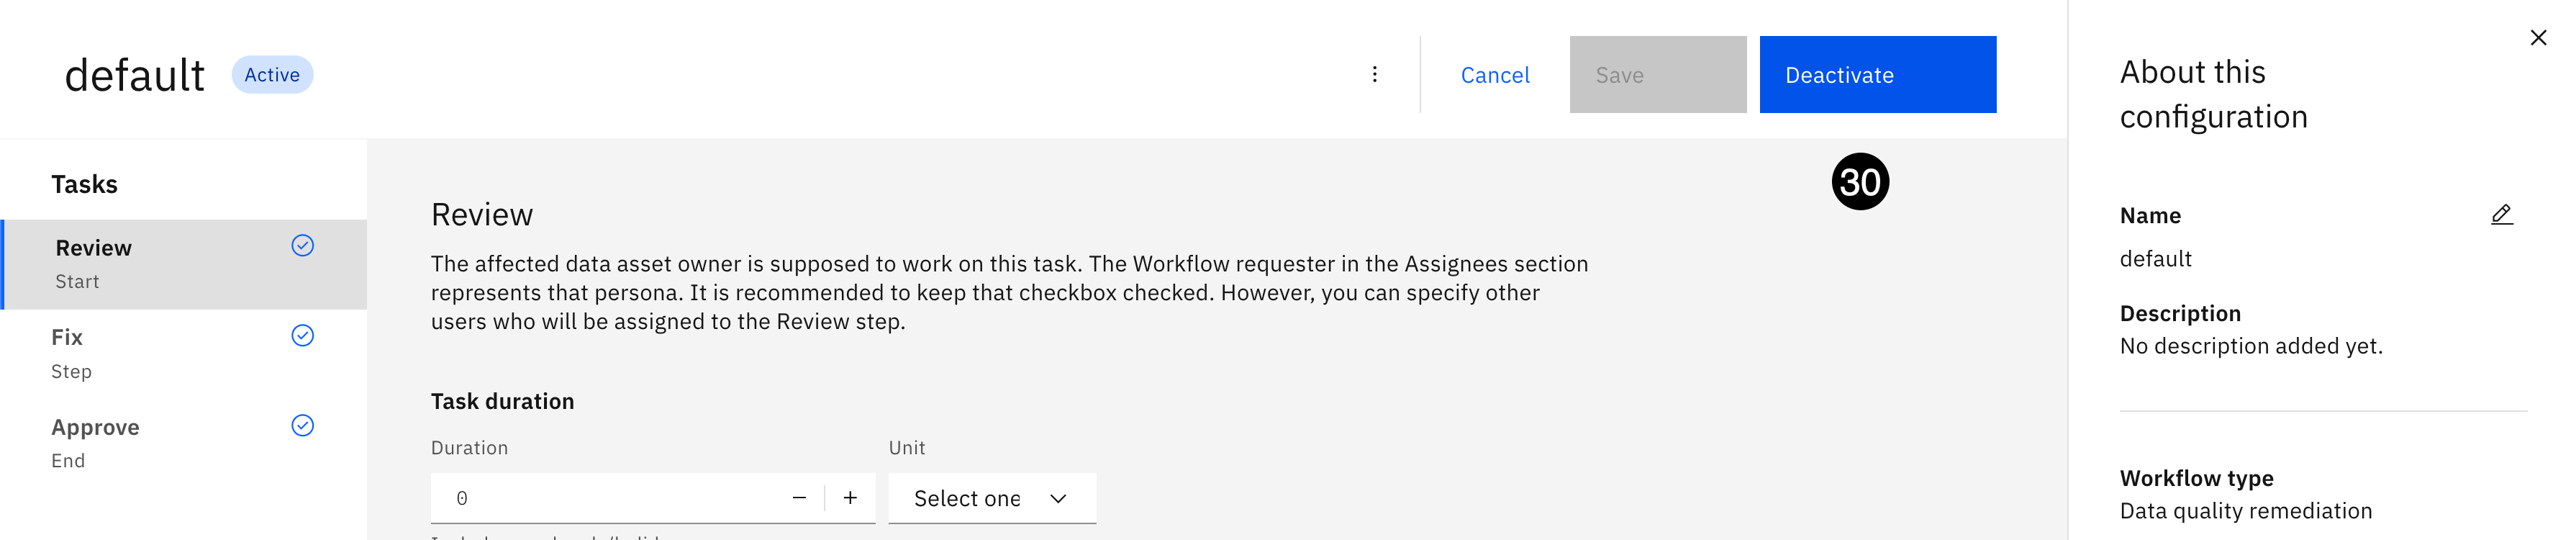 default
Active
Cancel
Save
Deactivate
30
Tasks
Review
Start
Fix
Step
Approve
End
Review
The affected data asset owner is supposed to work on this task. The Workflow requester in the Assignees section
represents that persona. It is recommended to keep that checkbox checked. However, you can specify other
users who will be assigned to the Review step.
Task duration
Duration
Unit
0
Select one
About this
configuration
Name
default
Description
No description added yet.
Workflow type
Data quality remediation